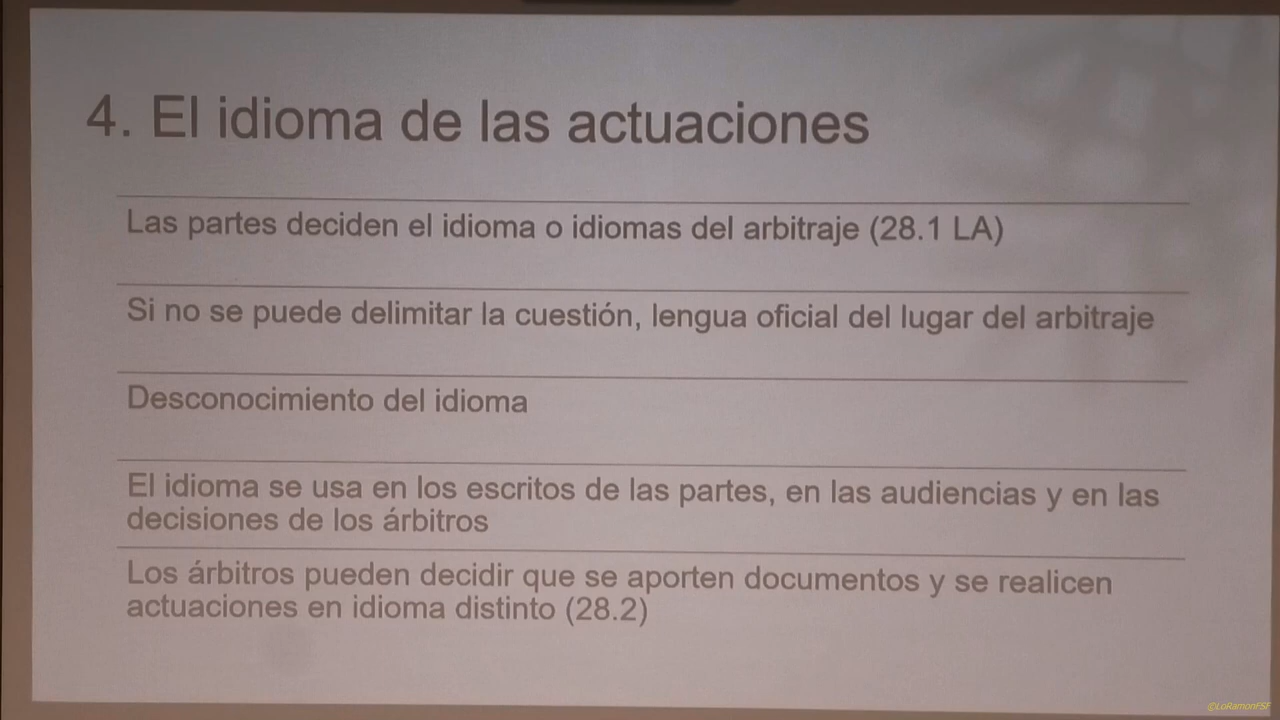 4. El idioma de las actuaciones
Las partes deciden el idioma o idiomas del arbitraje (28.1 LA)
Si no se puede delimitar la cuestión, lengua oficial del lugar del arbitraje
Desconocimiento del idioma
El idioma se usa en los escritos de las partes, en las audiencias y en las
decisiones de los árbitros
Los árbitros pueden decidir que se aporten documentos y se realicen
actuaciones en idioma distinto (28.2)
©LoRamonFSF